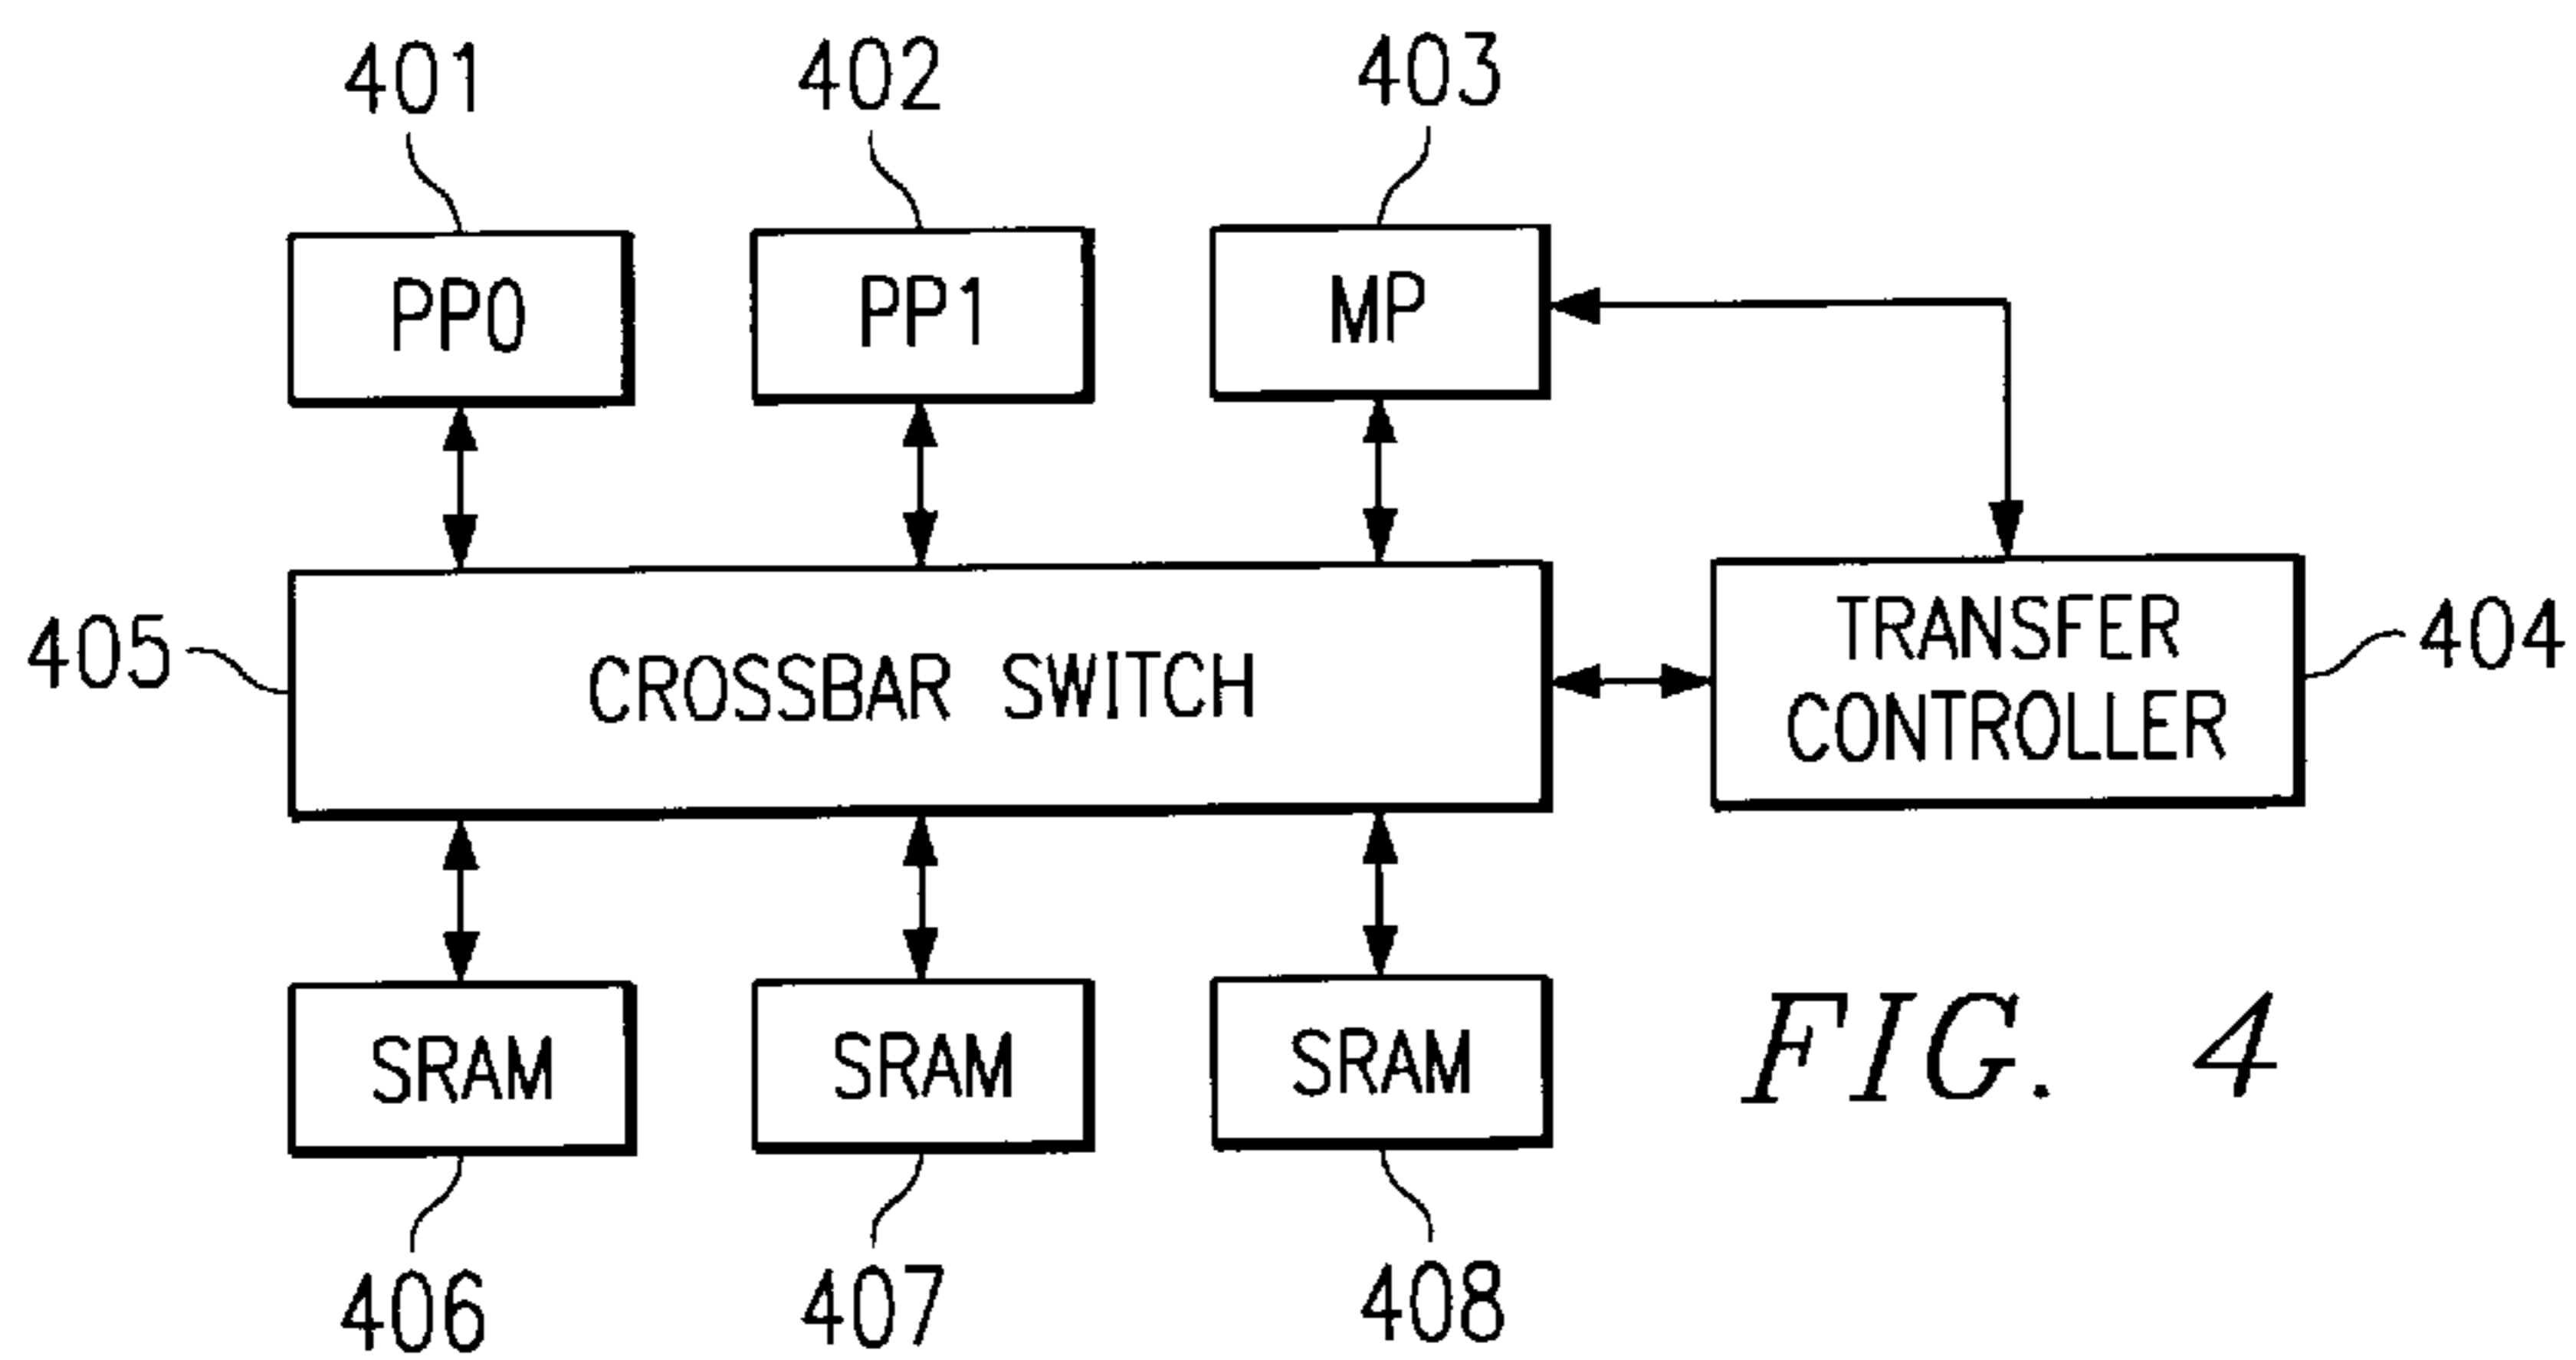 401
402
403
PP0
PP1
MP
405
CROSSBAR SWITCH
TRANSFER
CONTROLLER
404
SRAM
SRAM
SRAM
FIG. 4
406
407
408